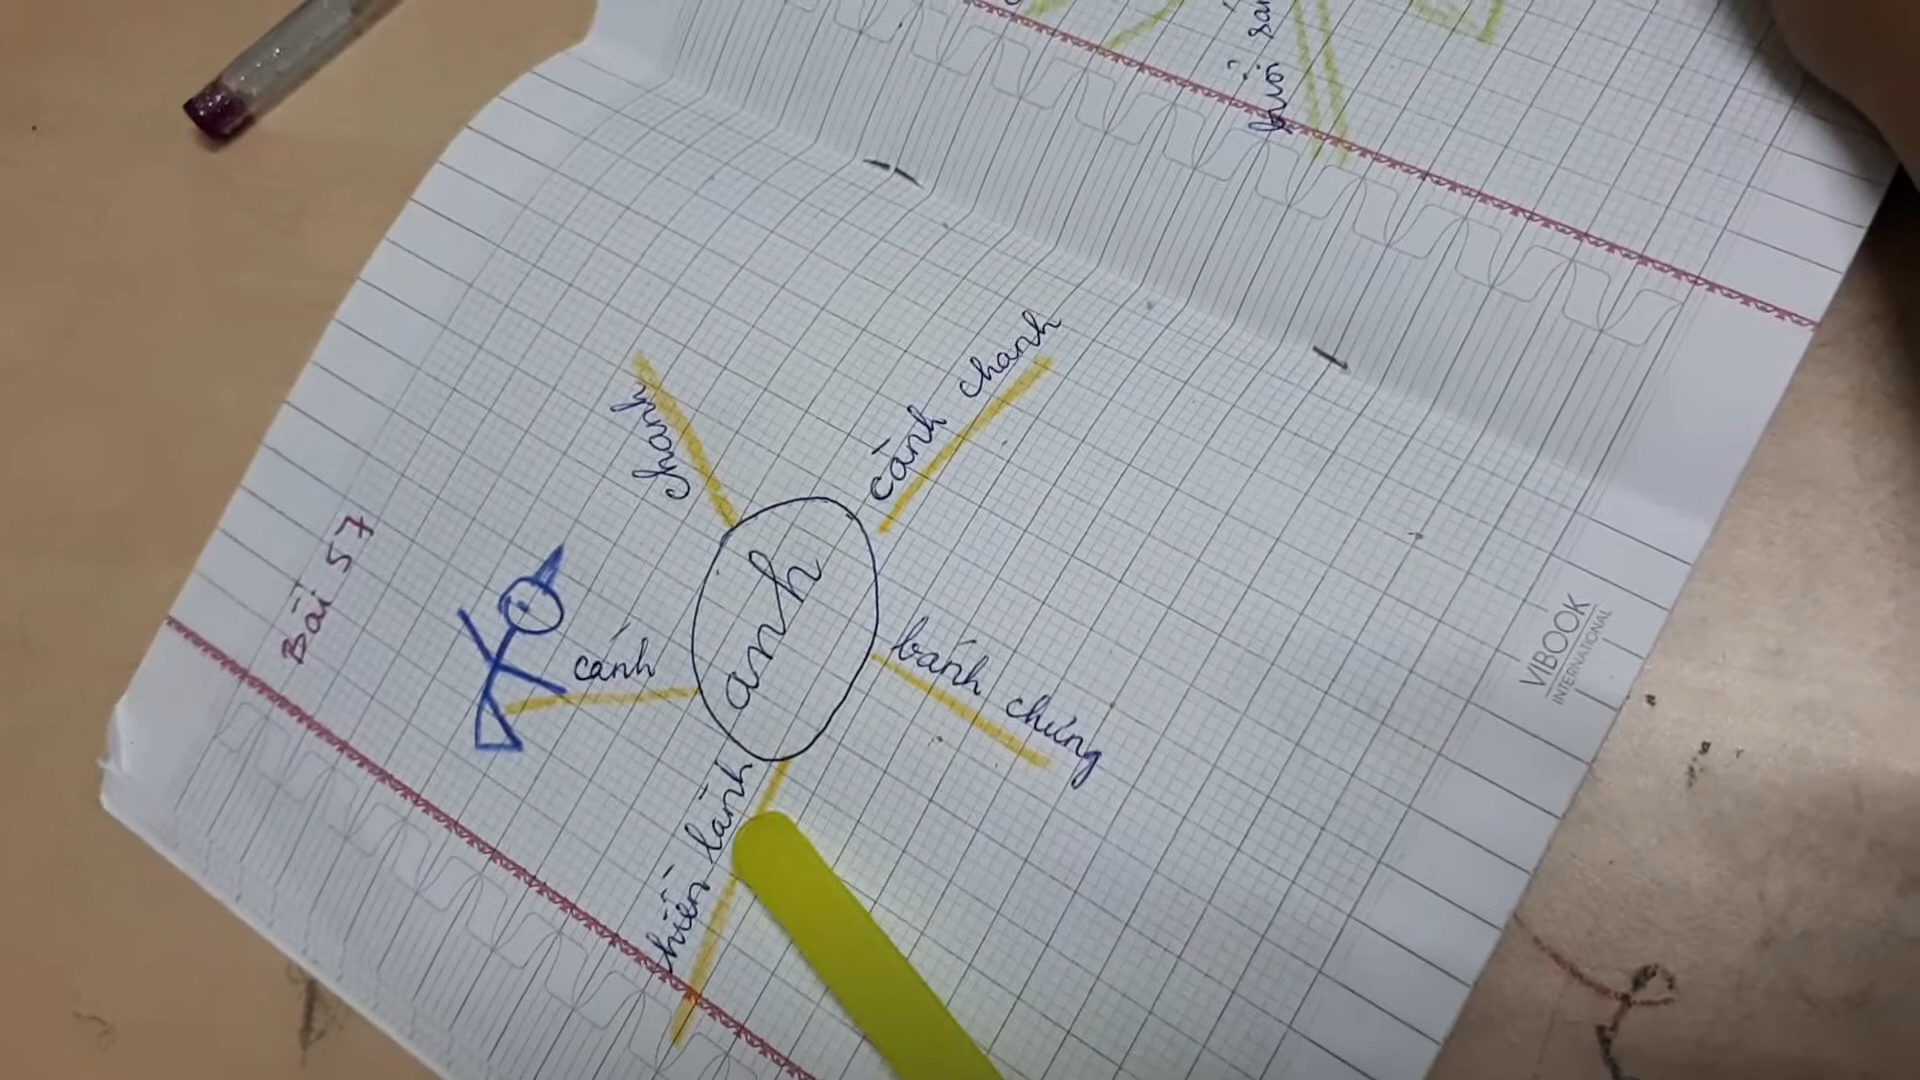 Bài 57
anh
chanh
cành chanh
bánh chưng
hiền lành
cánh
VIBOOK
INTERNATIONAL